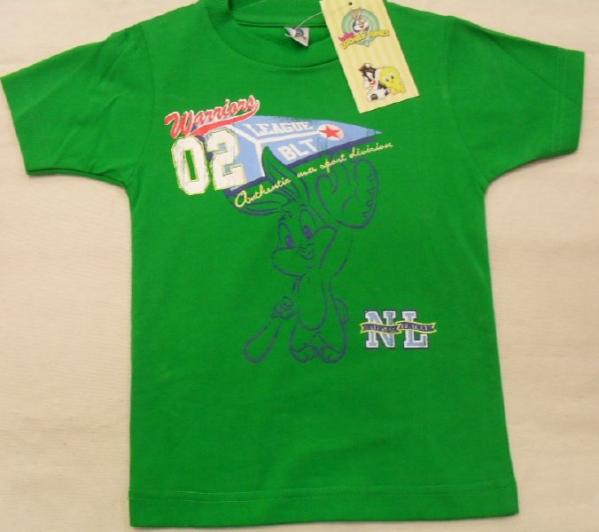 Warriors
02
LEAGUE
BLT
Authentic usa sport division
NL